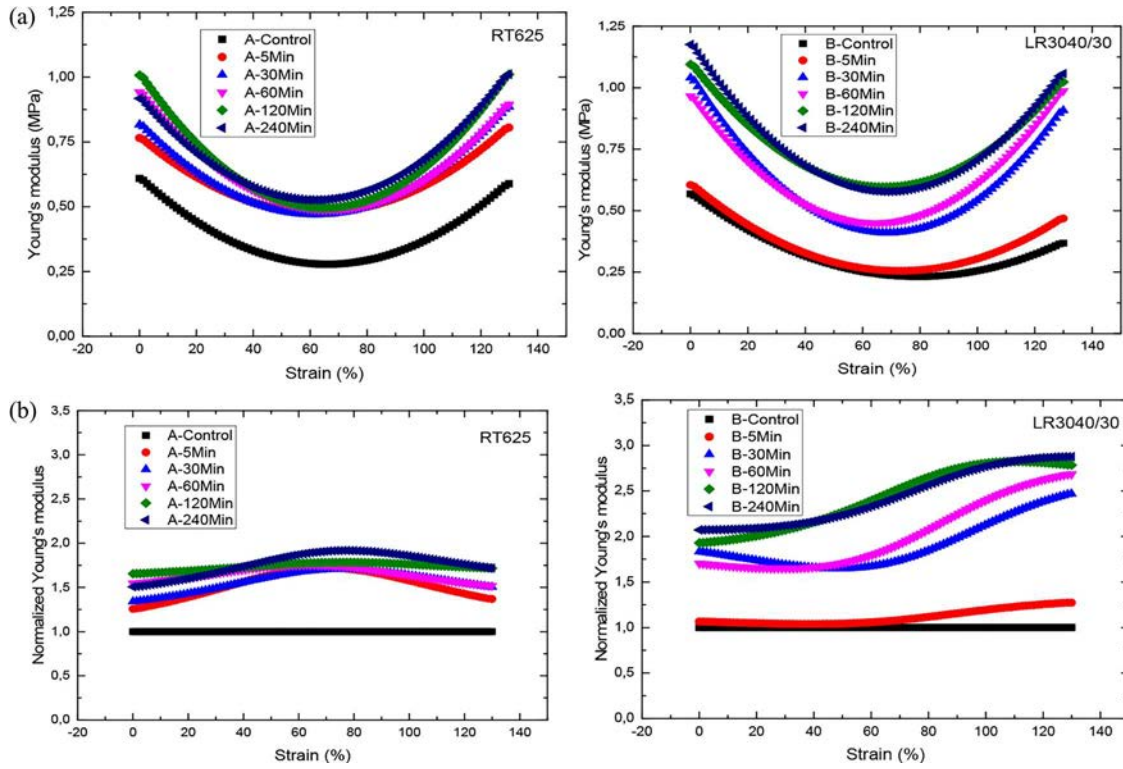 (a)
1,25
1,00
0,75
0,50
0,25
0,00
Young's modulus (MPa)
A-Control
A-5Min
A-30Min
A-60Min
A-120Min
A-240Min
RT625
-20 0 20 40 60 80 100 120 140
Strain (%)
1,25
1,00
0,75
0,50
0,25
0,00
Young's modulus (MPa)
B-Control
B-5Min
B-30Min
B-60Min
B-120Min
B-240Min
LR3040/30
-20 0 20 40 60 80 100 120 140
Strain (%)
(b)
3,5
3,0
2,5
2,0
1,5
1,0
0,5
0,0
Normalized Young's modulus
A-Control
A-5Min
A-30Min
A-60Min
A-120Min
A-240Min
RT625
-20 0 20 40 60 80 100 120 140
Strain (%)
3,5
3,0
2,5
2,0
1,5
1,0
0,5
0,0
Normalized Young's modulus
B-Control
B-5Min
B-30Min
B-60Min
B-120Min
B-240Min
LR3040/30
-20 0 20 40 60 80 100 120 140
Strain (%)